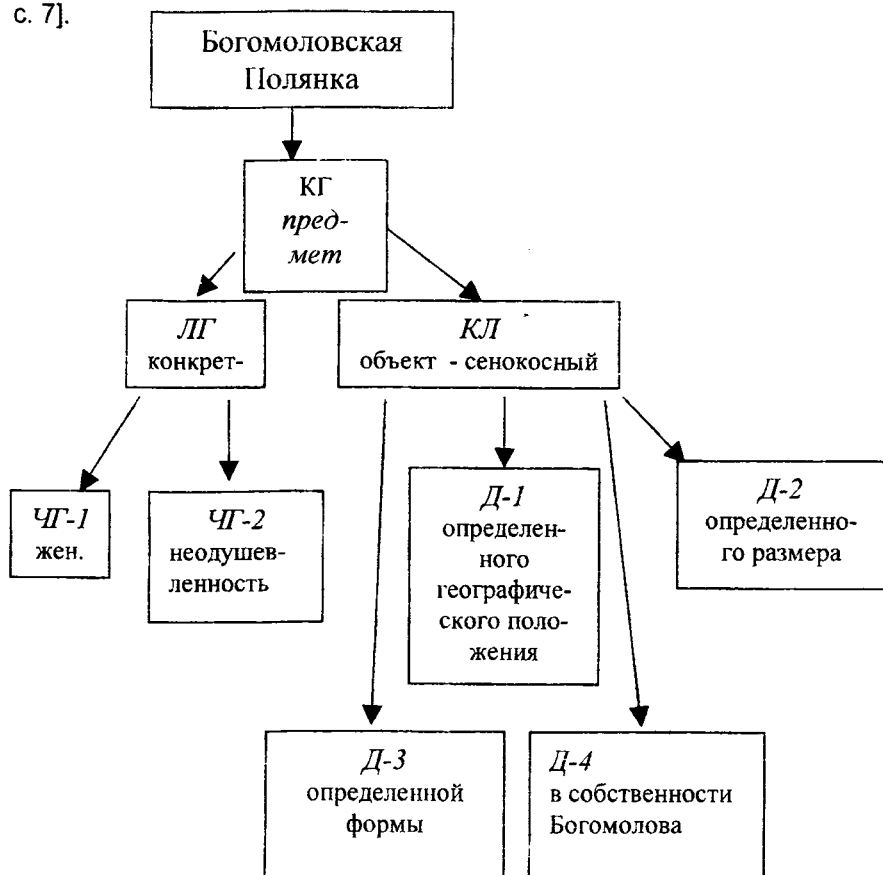 с. 7].
Богомоловская
Полянка
КГ
пред-
мет
ЛГ
конкрет-
КЛ
объект - сенокосный
ЧГ-1
жен.
ЧГ-2
неодушев-
ленность
Д-1
определен-
ного
географиче-
ского поло-
жения
Д-2
определенно-
го размера
Д-3
определенной
формы
Д-4
в собственности
Богомолова